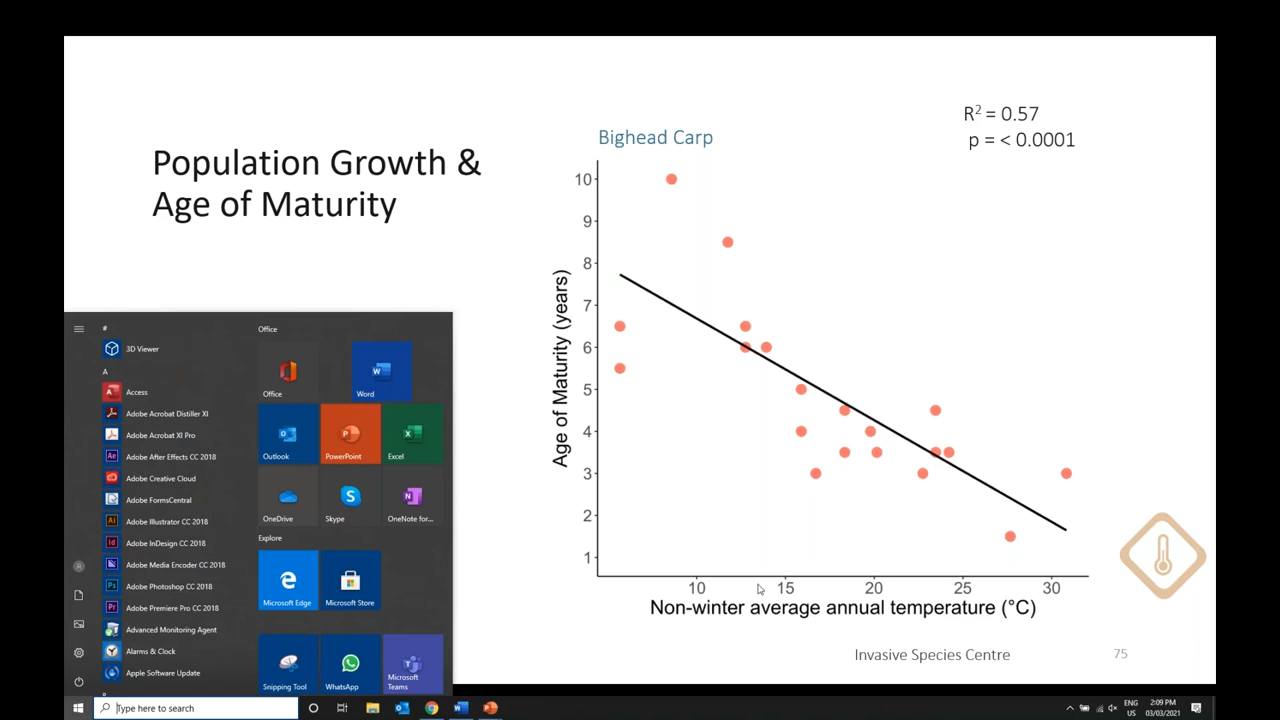 R² = 0.57
p = < 0.0001
Bighead Carp
Population Growth &
Age of Maturity
10
9
8
7
6
5
4
3
2
1
Age of Maturity (years)
10 15 20 25 30
Non-winter average annual temperature (°C)
Invasive Species Centre
75
#
3D Viewer
A
Access
Adobe Acrobat Distiller XI
Adobe Acrobat XI Pro
Adobe After Effects CC 2018
Adobe Creative Cloud
Adobe FormsCentral
Adobe Illustrator CC 2018
Adobe InDesign CC 2018
Adobe Media Encoder CC 2018
Adobe Photoshop CC 2018
Adobe Premiere Pro CC 2018
Advanced Monitoring Agent
Alarms & Clock
Apple Software Update
Office
Office
Word
Outlook
PowerPoint
Excel
OneDrive
Skype
OneNote for...
Explore
Microsoft Edge
Microsoft Store
Snipping Tool
WhatsApp
Microsoft
Teams
Type here to search
ENG
US
2:09 PM
03/03/2021